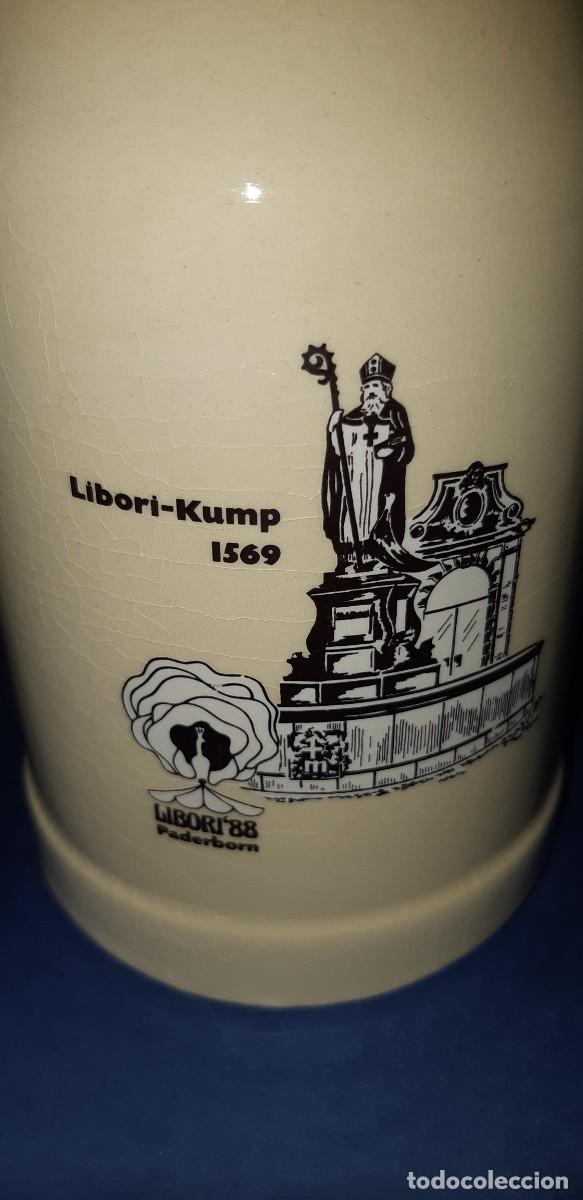 Libori-Kump
1569
LIBORI'88
Paderborn
todocoleccion